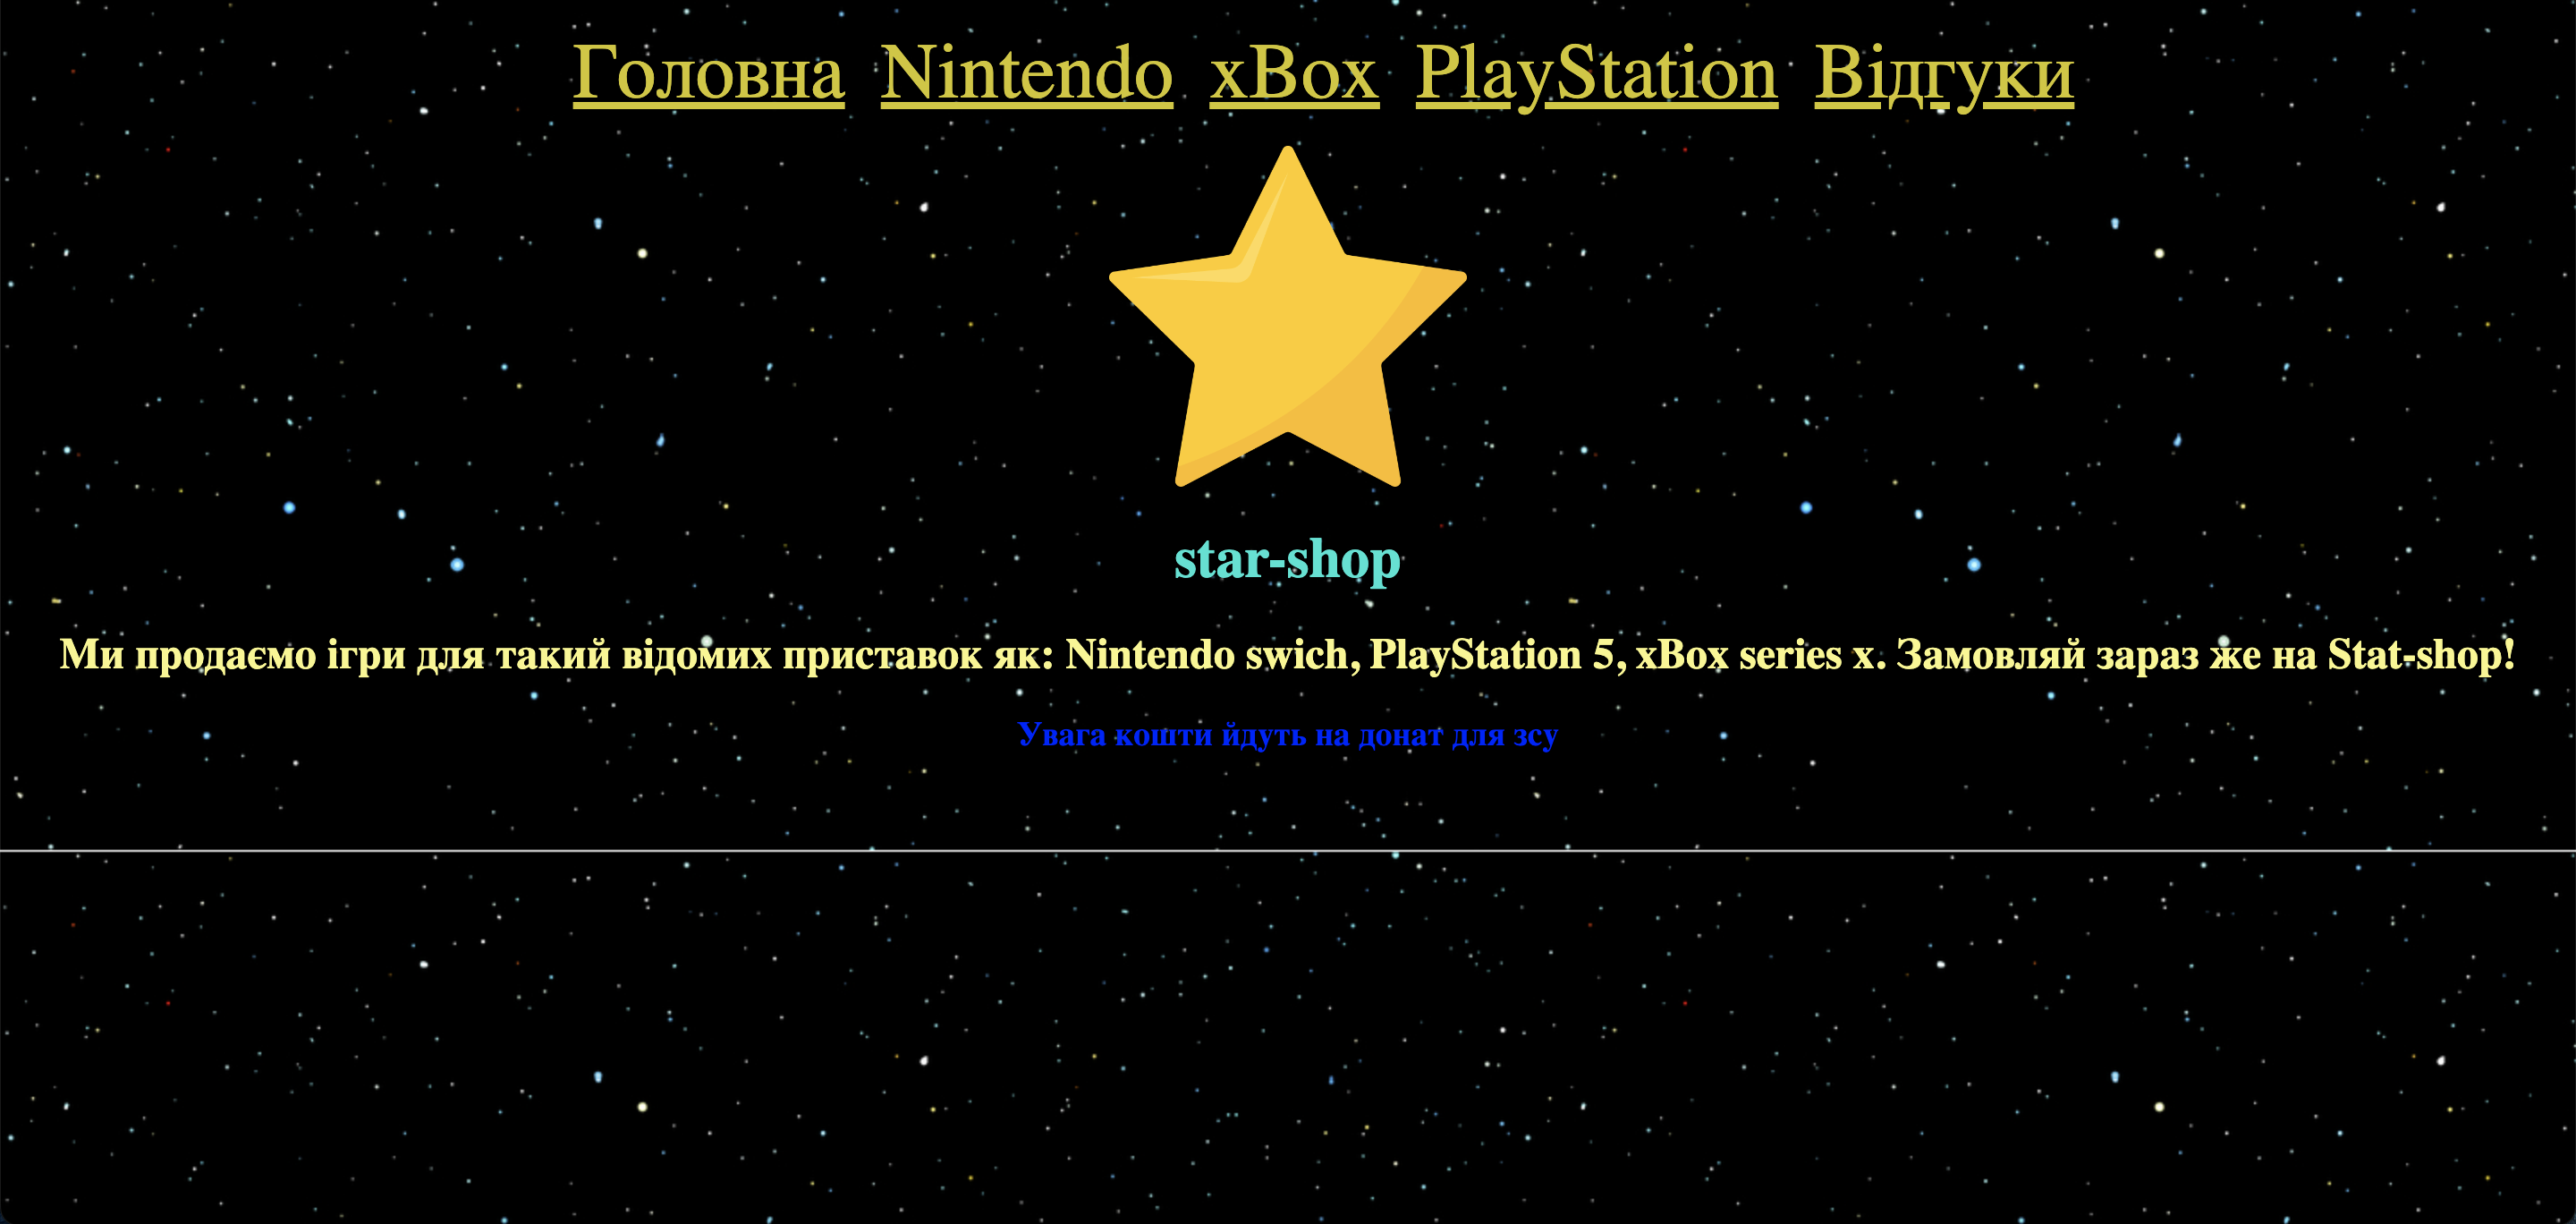 Головна Nintendo xBox PlayStation Відгуки
star-shop
Ми продаємо ігри для такий відомих приставок як: Nintendo swich, PlayStation 5, xBox series x. Замовляй зараз же на Stat-shop!
Увага кошти йдуть на донат для зсу